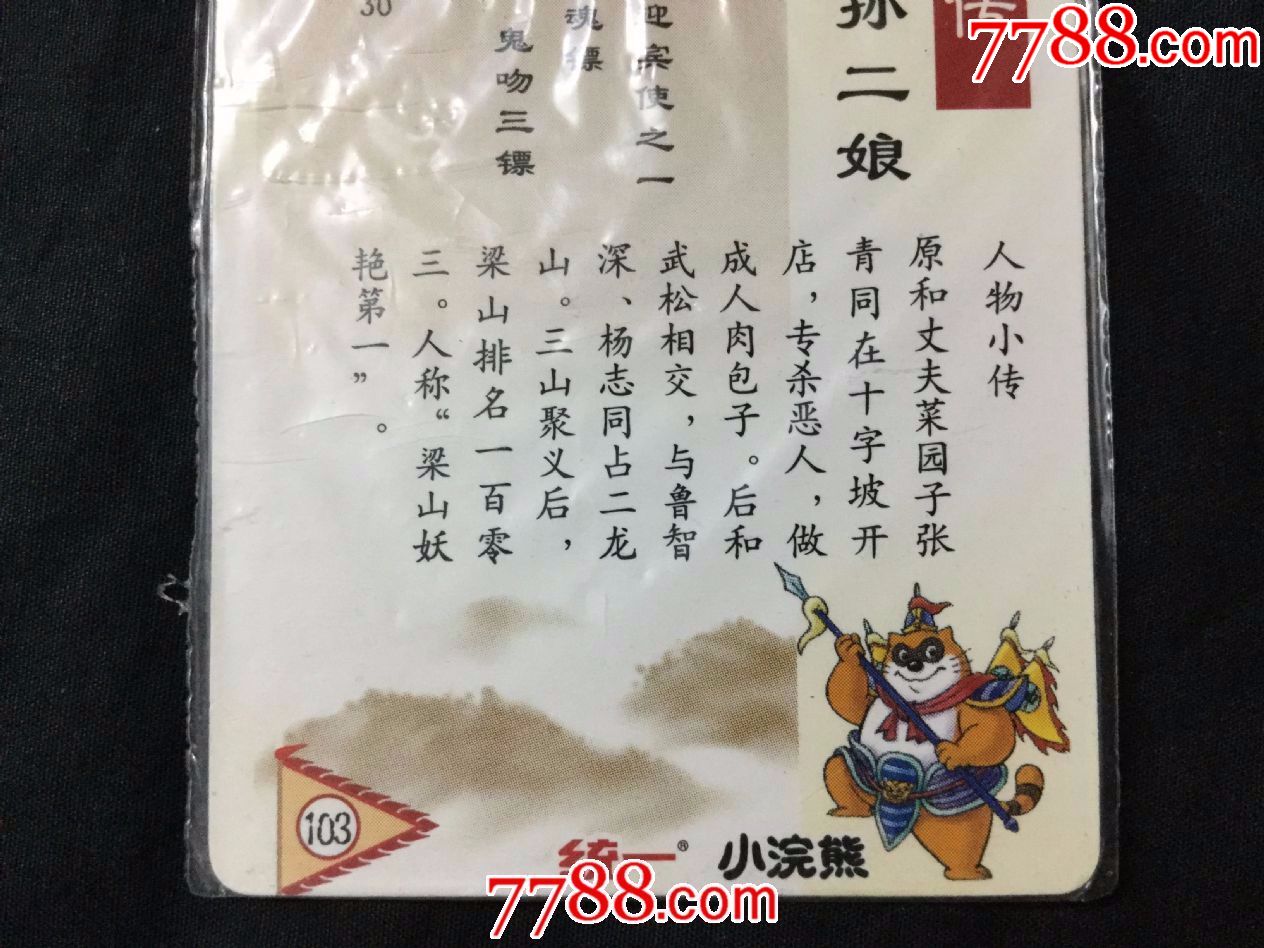 传
7788.com
孙二娘
迎宾使之一
魂镖
鬼吻三镖
30
人物小传
原和丈夫菜园子张
青同在十字坡开
店，专杀恶人，做
成人肉包子。后和
武松相交，与鲁智
深、杨志同占二龙
山。三山聚义后，
梁山排名一百零
三。人称“梁山妖
艳第一”。
103
统一® 小浣熊
7788.com